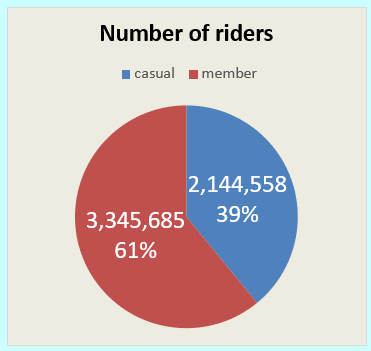 Number of riders
casual member
2,144,558
39%
3,345,685
61%